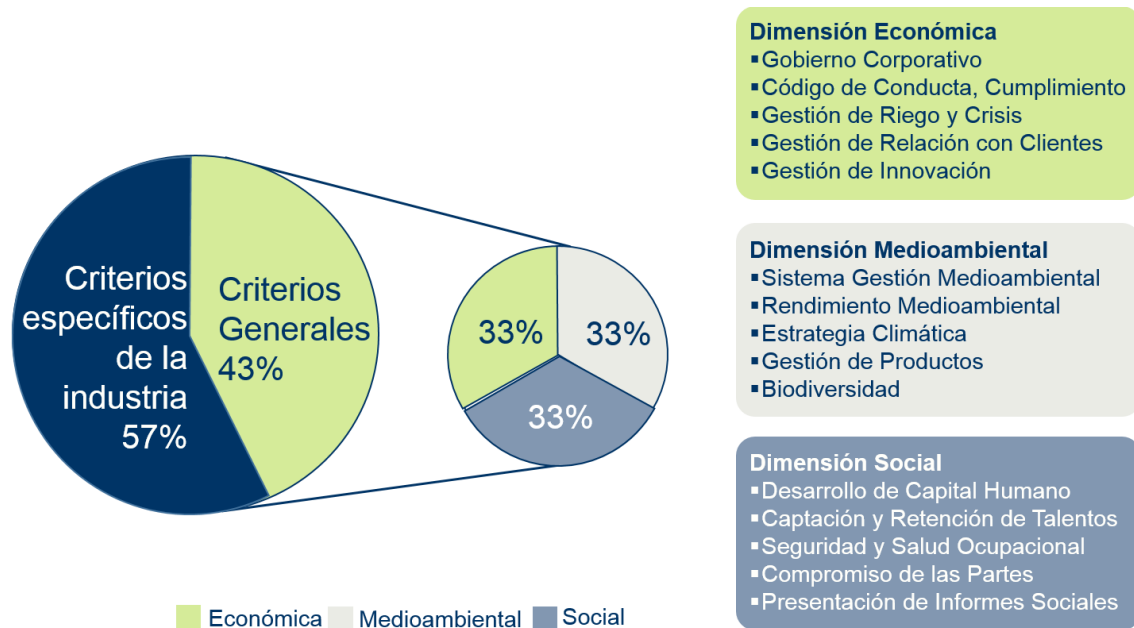 Criterios
específicos
de la
industria
57%
Criterios
Generales
43%
33%
33%
33%
Económica
Medioambiental
Social
Dimensión Económica
▪Gobierno Corporativo
▪Código de Conducta, Cumplimiento
▪Gestión de Riego y Crisis
▪Gestión de Relación con Clientes
▪Gestión de Innovación
Dimensión Medioambiental
▪Sistema Gestión Medioambiental
▪Rendimiento Medioambiental
▪Estrategia Climática
▪Gestión de Productos
▪Biodiversidad
Dimensión Social
▪Desarrollo de Capital Humano
▪Captación y Retención de Talentos
▪Seguridad y Salud Ocupacional
▪Compromiso de las Partes
▪Presentación de Informes Sociales